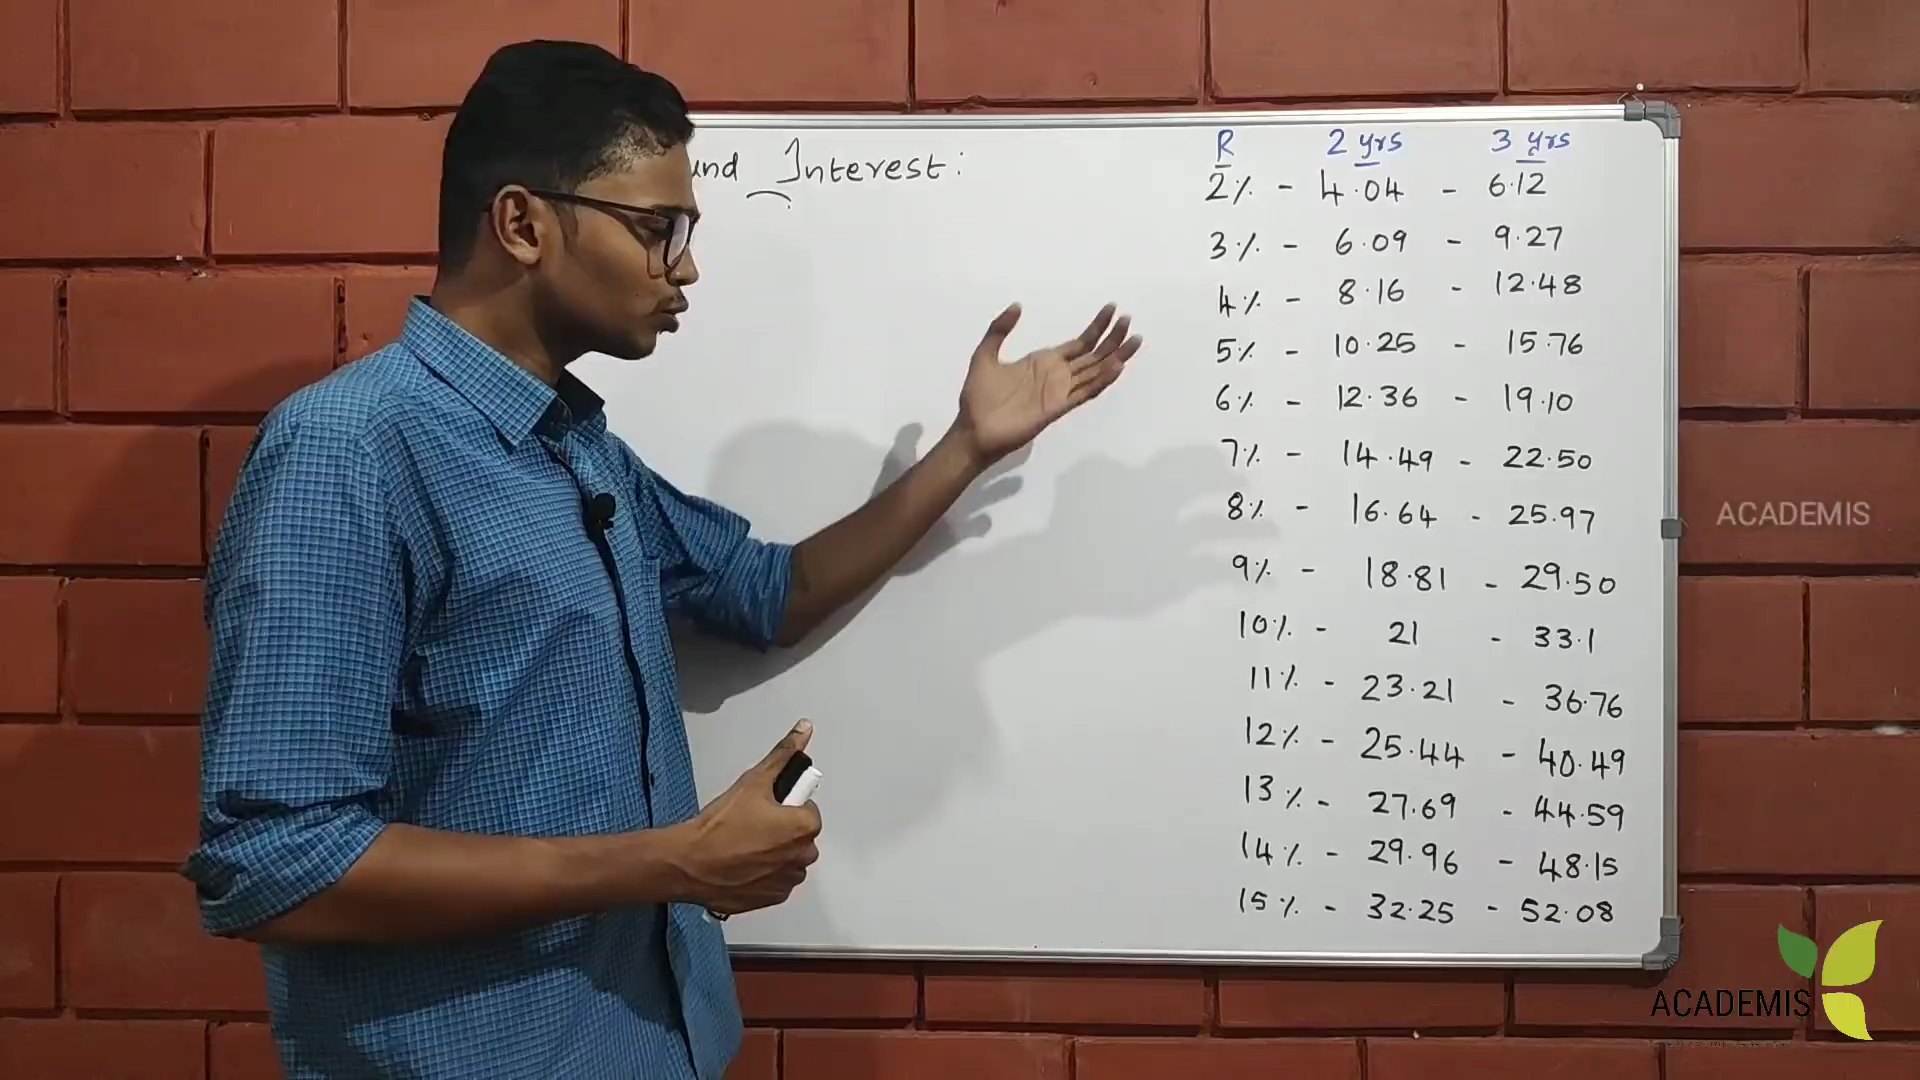 und Interest:
R 2 yrs 3 yrs
2% - 4.04 - 6.12
3% - 6.09 - 9.27
4% - 8.16 - 12.48
5% - 10.25 - 15.76
6% - 12.36 - 19.10
7% - 14.49 - 22.50
8% - 16.64 - 25.97
9% - 18.81 - 29.50
10% - 21 - 33.1
11% - 23.21 - 36.76
12% - 25.44 - 40.49
13% - 27.69 - 44.59
14% - 29.96 - 48.15
15% - 32.25 - 52.08
ACADEMIS
ACADEMIS